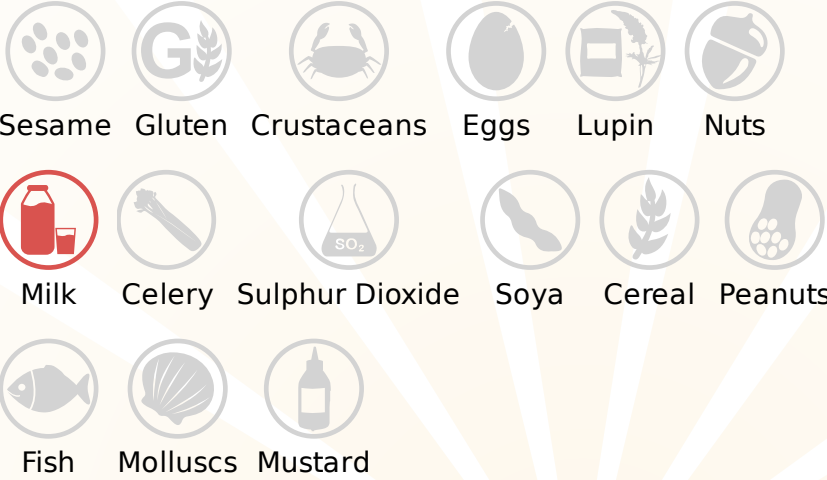 G
Sesame Gluten Crustaceans Eggs Lupin Nuts
SO₂
Milk Celery Sulphur Dioxide Soya Cereal Peanuts
Fish Molluscs Mustard